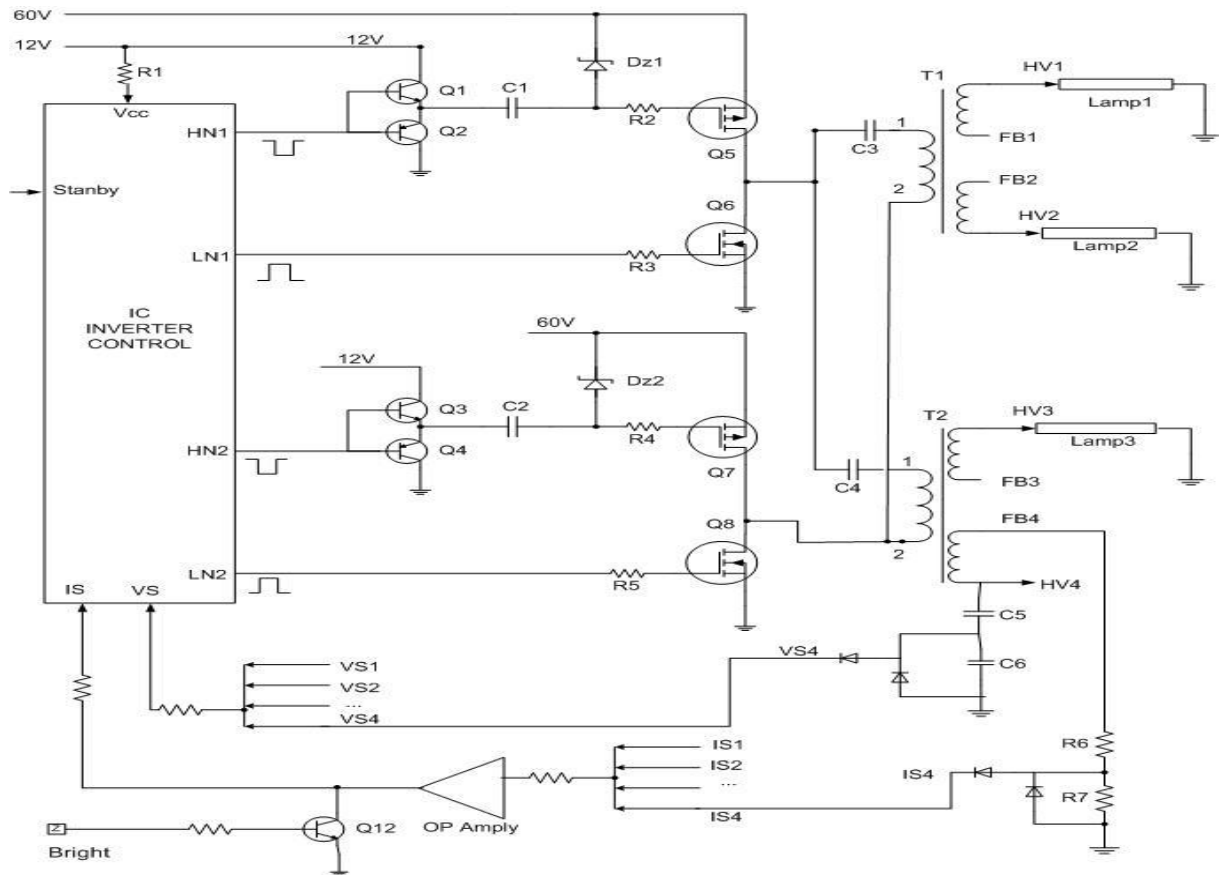 60V
12V
12V
R1
Vcc
HN1
Q1
Q2
C1
Dz1
R2
Q5
Stanby
Q6
LN1
R3
IC
INVERTER
CONTROL
60V
12V
Dz2
Q3
Q4
C2
R4
Q7
HN2
Q8
LN2
R5
IS
VS
T1
HV1
Lamp1
1
C3
FB1
FB2
2
HV2
Lamp2
T2
HV3
Lamp3
1
C4
FB3
FB4
2
HV4
C5
C6
VS4
VS1
VS2
...
VS4
R6
IS1
IS2
...
IS4
IS4
R7
OP Amply
Q12
Z
Bright